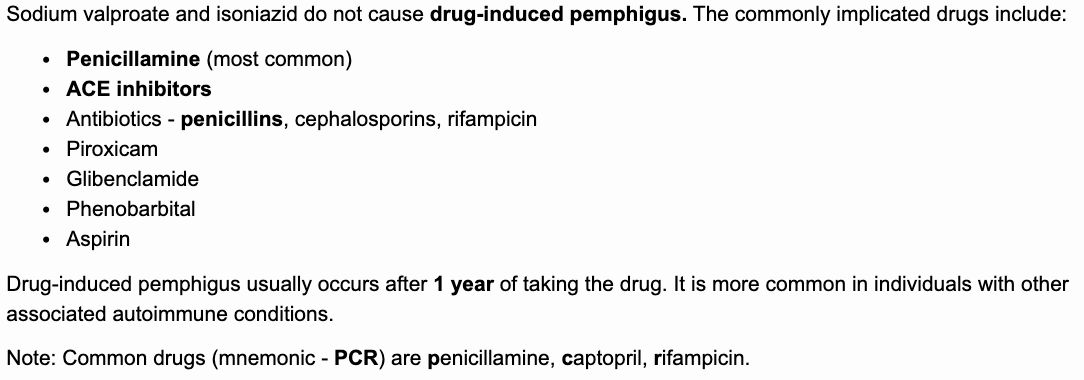 Sodium valproate and isoniazid do not cause drug-induced pemphigus. The commonly implicated drugs include:
• Penicillamine (most common)
• ACE inhibitors
• Antibiotics - penicillins, cephalosporins, rifampicin
• Piroxicam
• Glibenclamide
• Phenobarbital
• Aspirin
Drug-induced pemphigus usually occurs after 1 year of taking the drug. It is more common in individuals with other
associated autoimmune conditions.
Note: Common drugs (mnemonic - PCR) are penicillamine, captopril, rifampicin.